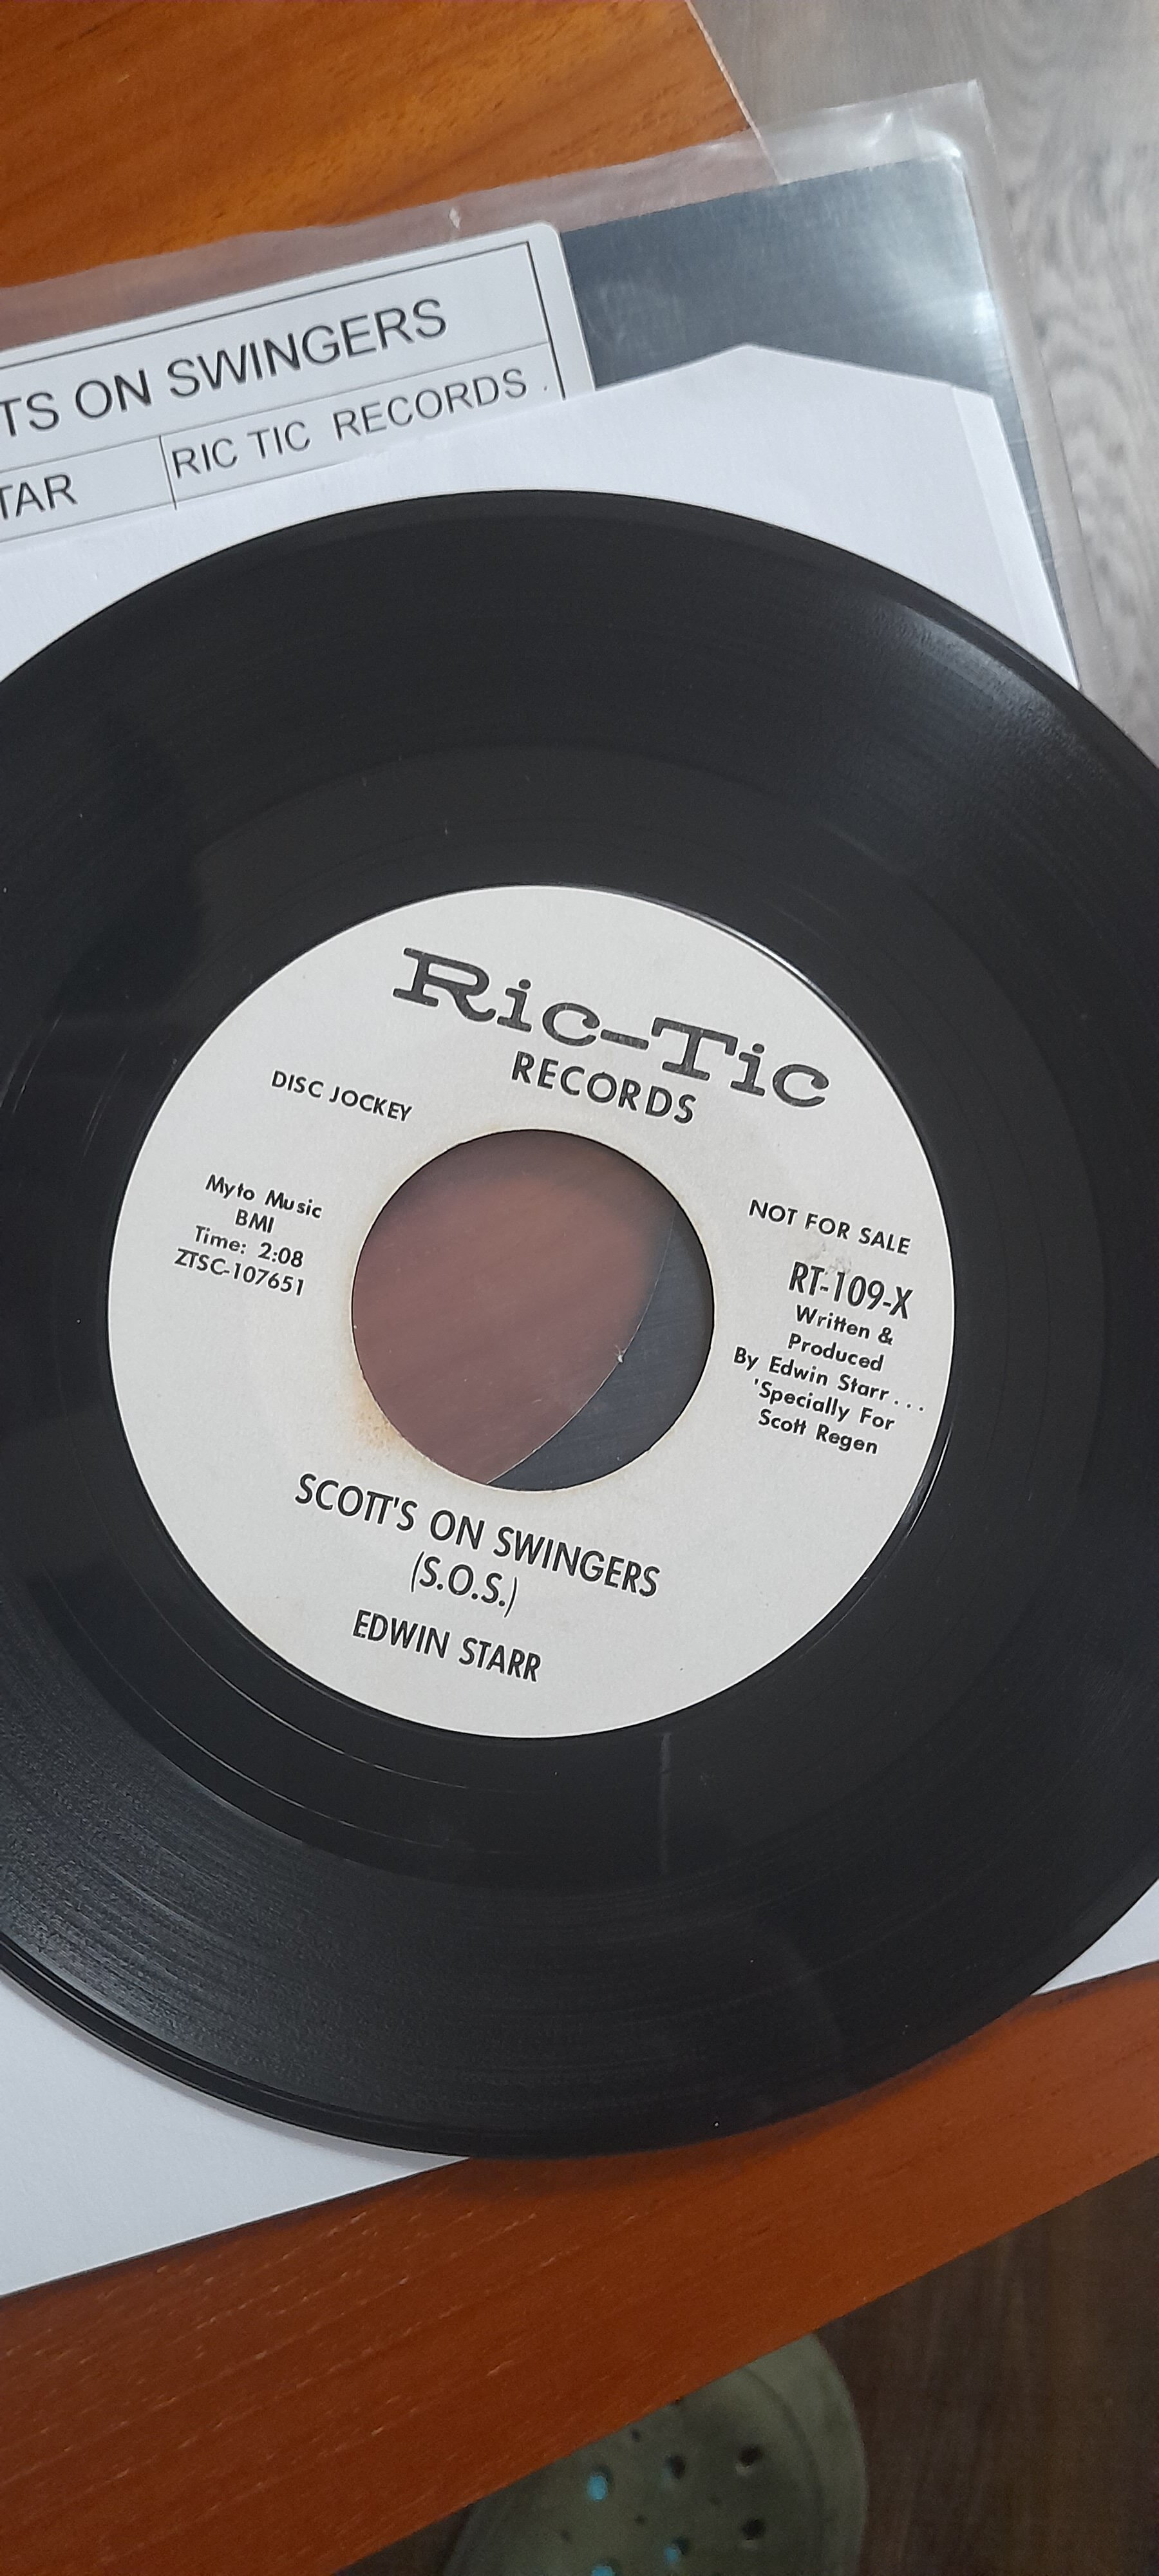 TS ON SWINGERS
TAR
RIC TIC RECORDS .
Ric-Tic
RECORDS
DISC JOCKEY
Myto Music
BMI
Time: 2:08
ZTSC-107651
NOT FOR SALE
RT-109-X
Written &
Produced
By Edwin Starr . . .
'Specially For
Scott Regen
SCOTT'S ON SWINGERS
(S.O.S.)
EDWIN STARR